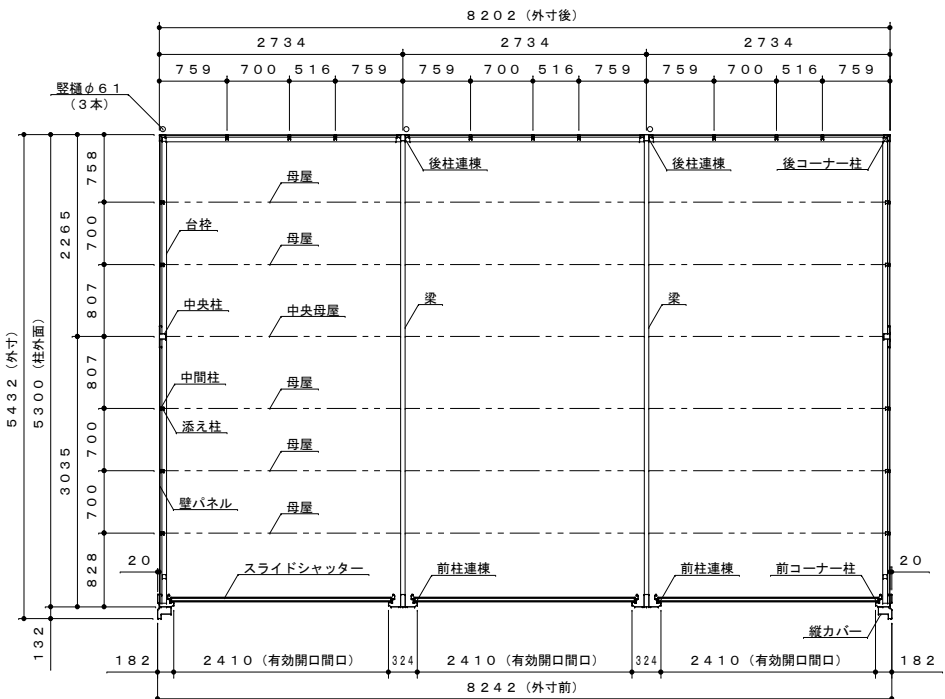 8202 (外寸後)
2734 2734 2734
759 700 516 759 759 700 516 759 759 700 516 759
竪樋φ61
(3本)
後柱連棟 後柱連棟 後コーナー柱
758
700
807
807
700
700
828
2265
3035
5300 (柱外面)
5432 (外寸)
132
母屋
台枠
母屋
中央柱 中央母屋 梁 梁
中間柱 母屋
添え柱
母屋
壁パネル 母屋
20 スライドシャッター 前柱連棟 前柱連棟 前コーナー柱 20
縦カバー
182 2410 (有効開口間口) 324 2410 (有効開口間口) 324 2410 (有効開口間口) 182
8242 (外寸前)